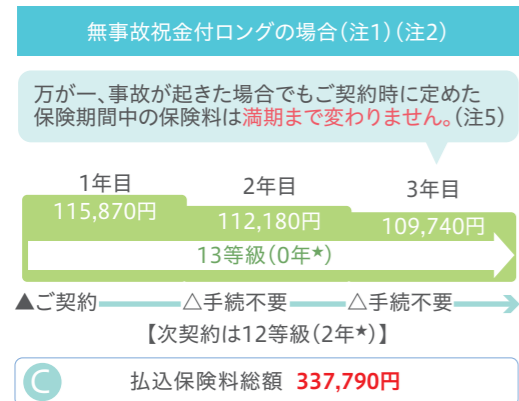 無事故祝金付ロングの場合(注1)(注2)
万が一、事故が起きた場合でもご契約時に定めた
保険期間中の保険料は満期まで変わりません。(注5)
1年目 2年目 3年目
115,870円 112,180円 109,740円
13等級(0年★)
▲ご契約 △手続不要 △手続不要
【次契約は12等級(2年★)】
C 払込保険料総額 337,790円